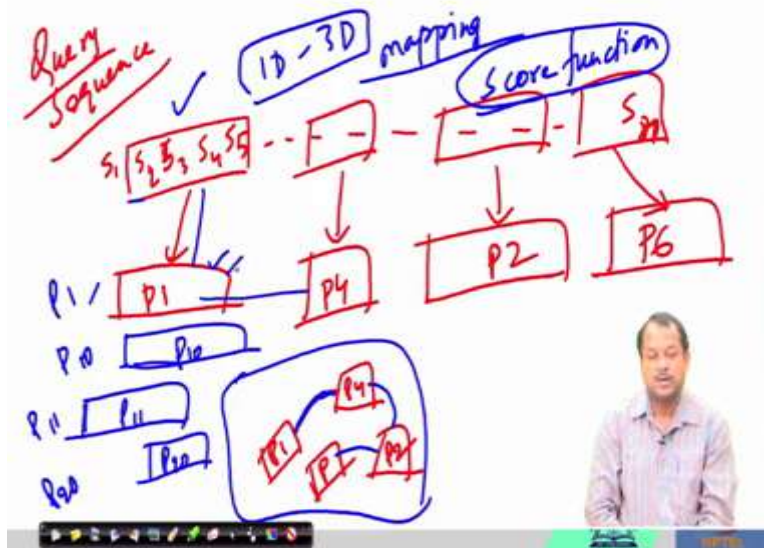 Query Sequence
1D - 3D mapping
Score function
S1 S2 S3 S4 S5 -- - - - - - - S
P1 P4 P2 P6
P1
P10 P10
P11 P11
P20 P20
P4
P1 P P2
NPTEL